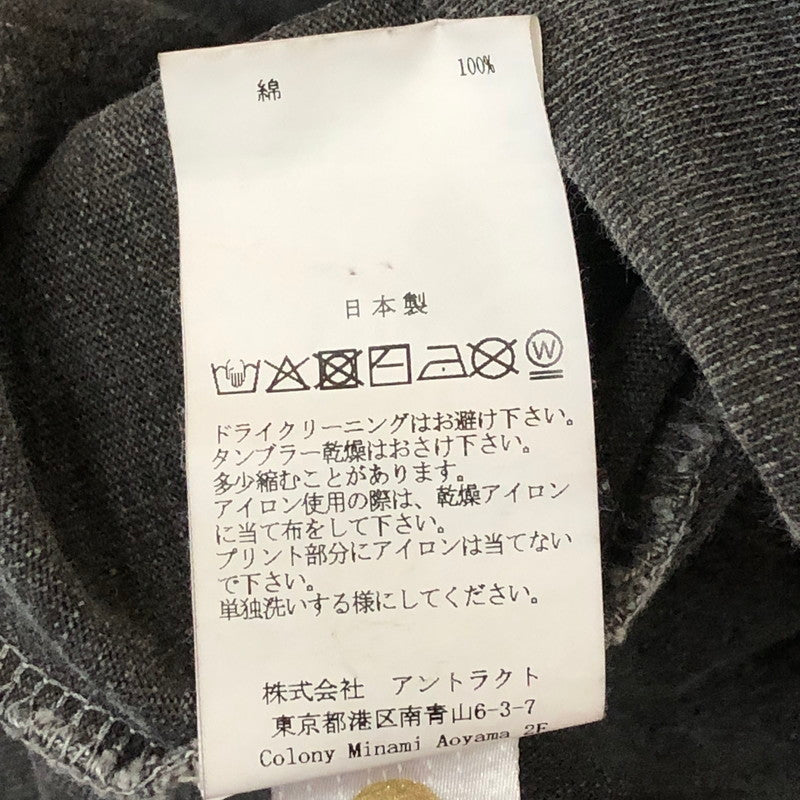 綿 100%
日本製
W
ドライクリーニングはお避け下さい。
タンブラー乾燥はおさけ下さい。
多少縮むことがあります。
アイロン使用の際は、乾燥アイロン
に当て布をして下さい。
プリント部分にアイロンは当てない
で下さい。
単独洗いする様にしてください。
株式会社 アントラクト
東京都港区南青山6-3-7
Colony Minami Aoyama 2F